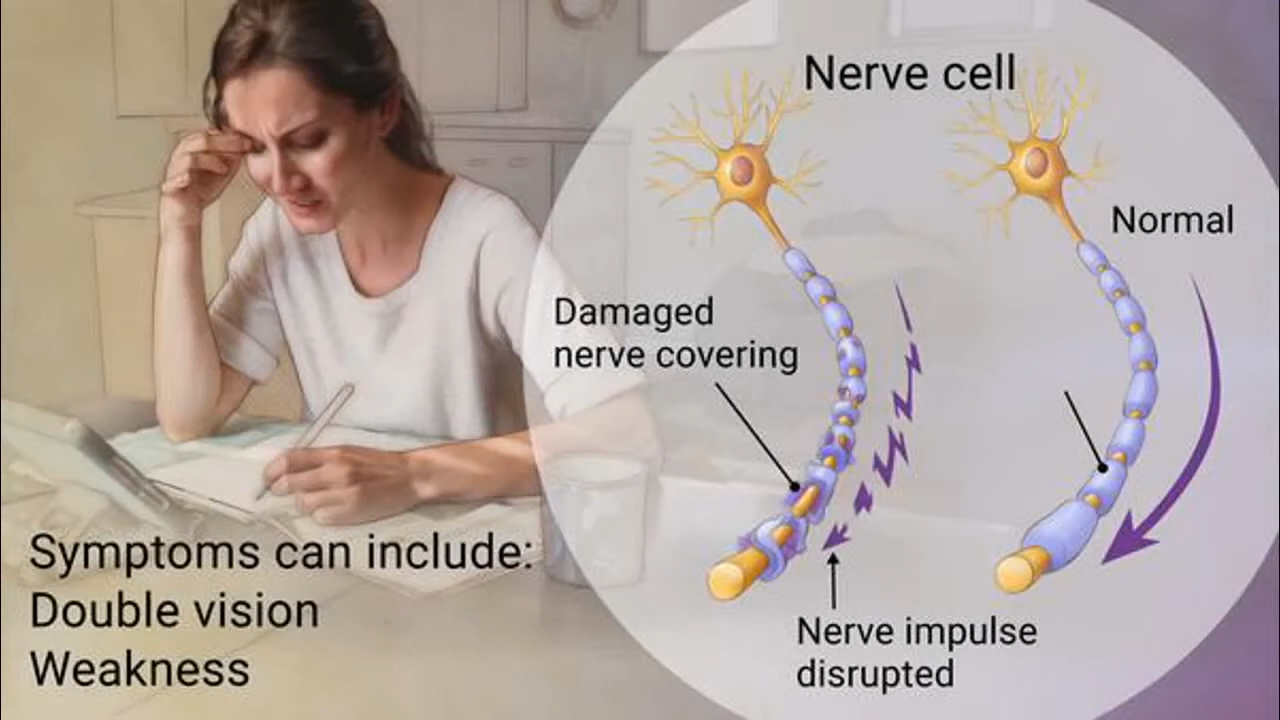 Nerve cell
Normal
Damaged
nerve covering
Symptoms can include:
Double vision
Weakness
Nerve impulse
disrupted